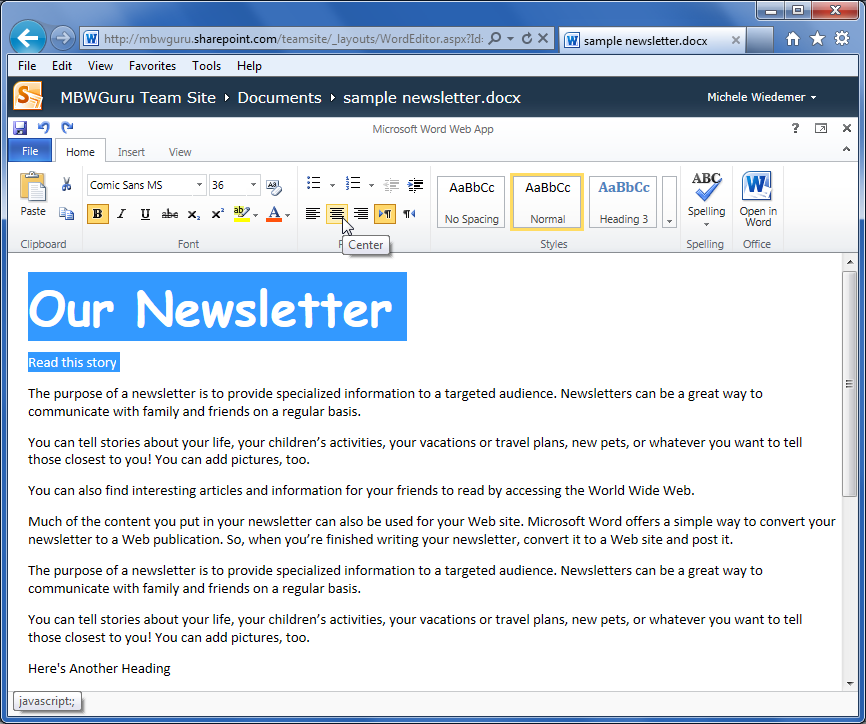 http://mbwguru.sharepoint.com/teamsite/_layouts/WordEditor.aspx?Id=
sample newsletter.docx
File Edit View Favorites Tools Help
MBWGuru Team Site Documents sample newsletter.docx
Michele Wiedemer
Microsoft Word Web App
File Home Insert View
Comic Sans MS 36
AaBbCc AaBbCc AaBbCc
ABC
Paste
B I U abc x₂ x² ab A
No Spacing Normal Heading 3
Spelling
Open in
Word
Clipboard Font Styles Spelling Office
Center
Our Newsletter
Read this story
The purpose of a newsletter is to provide specialized information to a targeted audience. Newsletters can be a great way to
communicate with family and friends on a regular basis.
You can tell stories about your life, your children’s activities, your vacations or travel plans, new pets, or whatever you want to tell
those closest to you! You can add pictures, too.
You can also find interesting articles and information for your friends to read by accessing the World Wide Web.
Much of the content you put in your newsletter can also be used for your Web site. Microsoft Word offers a simple way to convert your
newsletter to a Web publication. So, when you’re finished writing your newsletter, convert it to a Web site and post it.
The purpose of a newsletter is to provide specialized information to a targeted audience. Newsletters can be a great way to
communicate with family and friends on a regular basis.
You can tell stories about your life, your children’s activities, your vacations or travel plans, new pets, or whatever you want to tell
those closest to you! You can add pictures, too.
Here's Another Heading
javascript:;